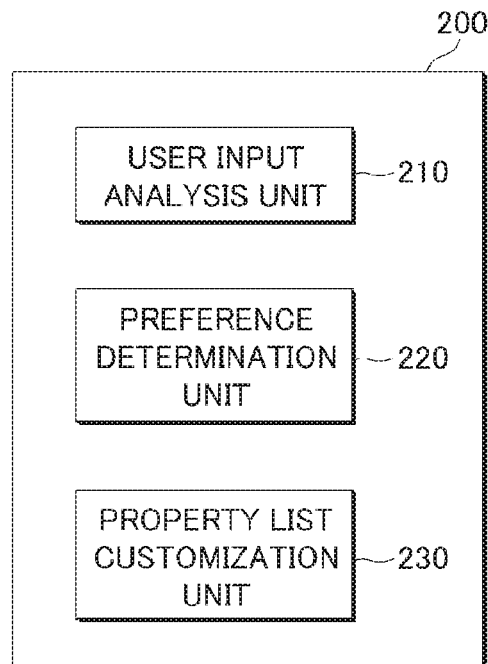 200
USER INPUT
ANALYSIS UNIT
210
PREFERENCE
DETERMINATION
UNIT
220
PROPERTY LIST
CUSTOMIZATION
UNIT
230